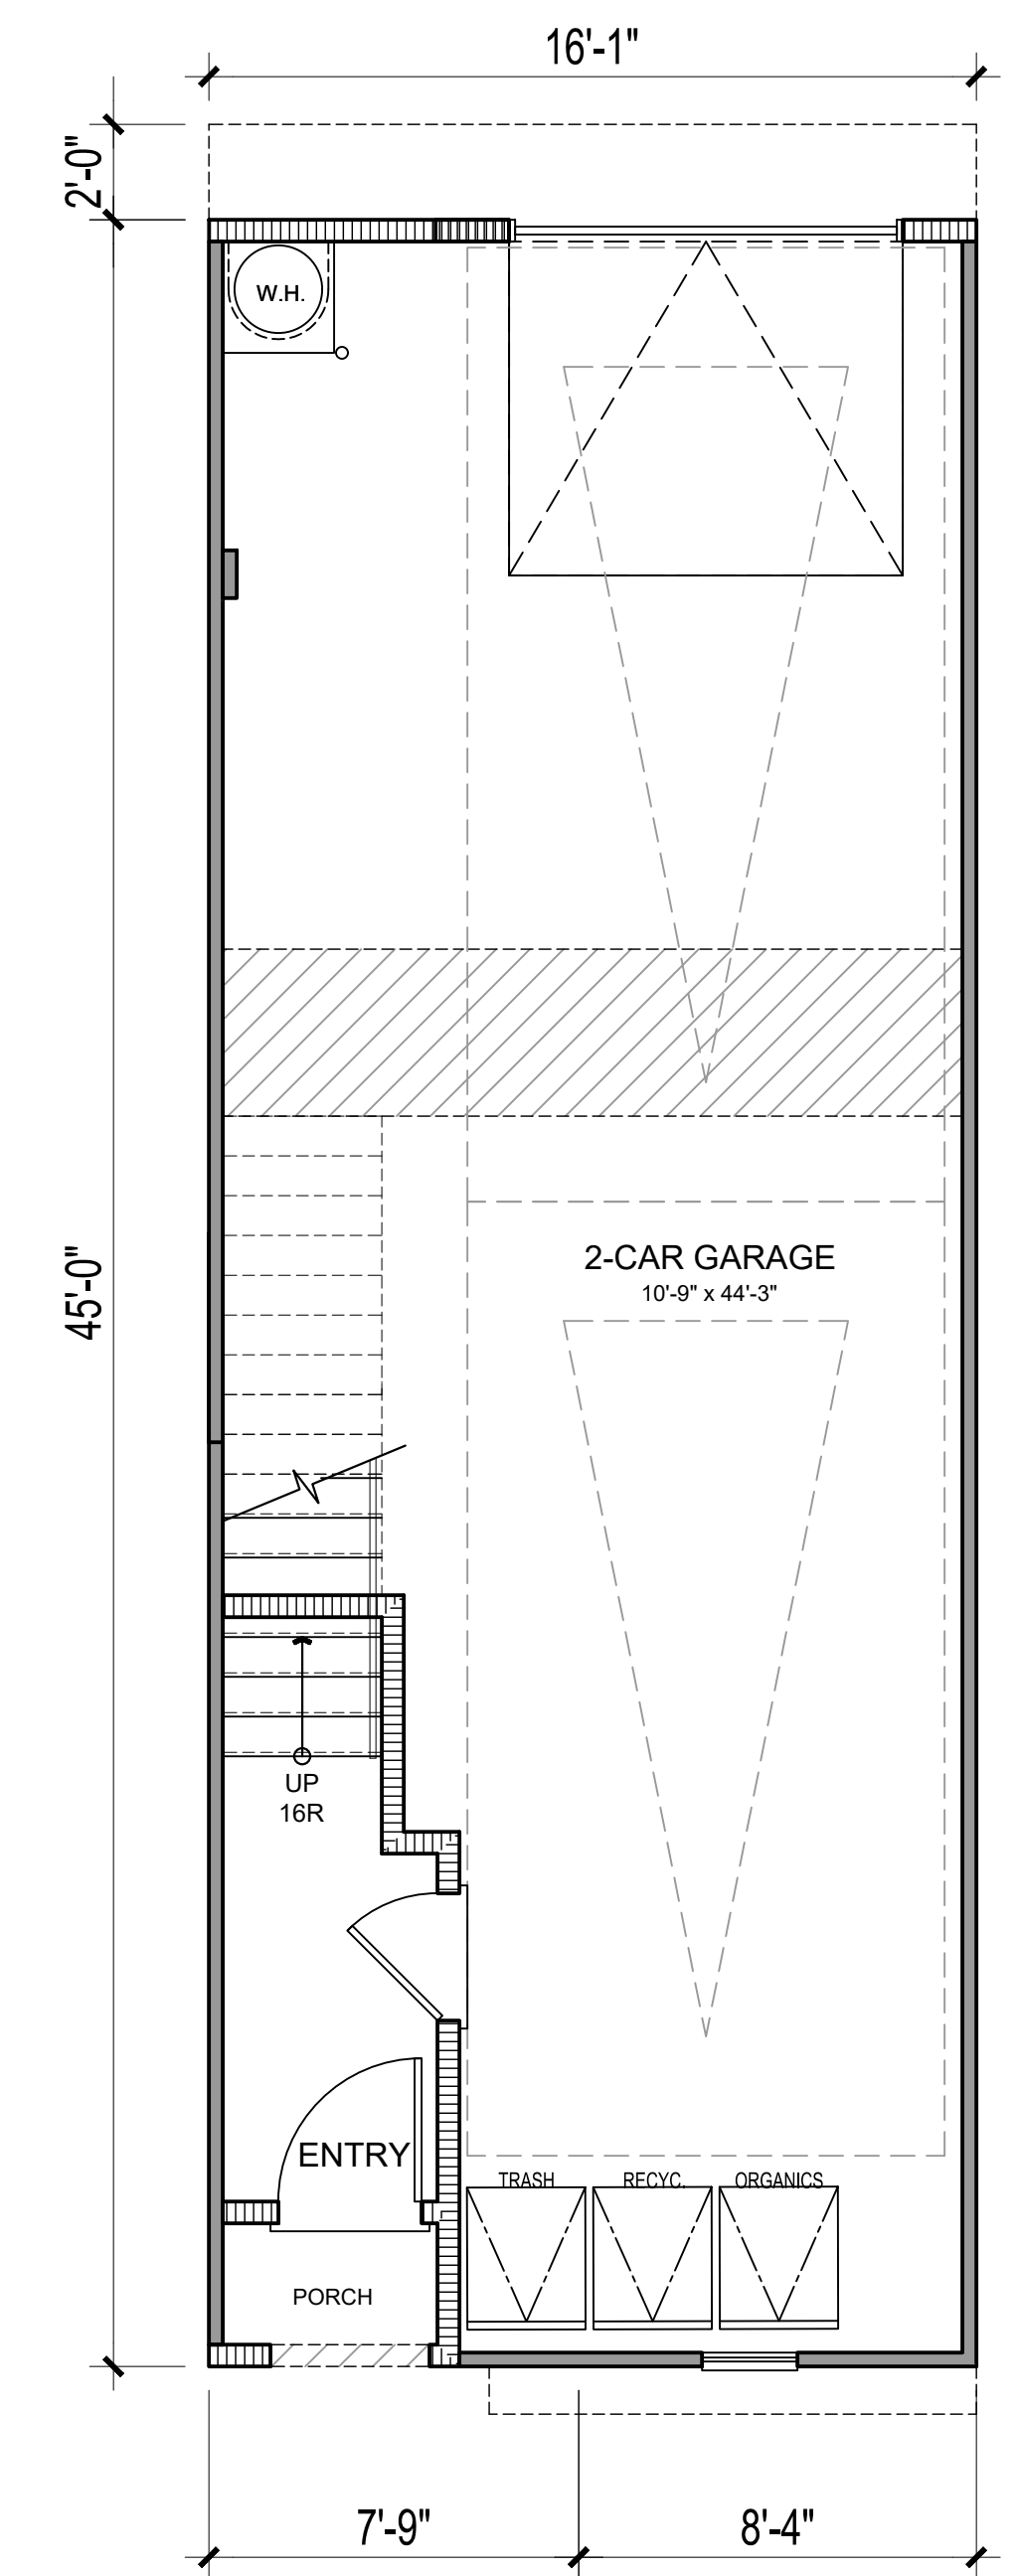 16'-1"
2'-0"
W.H.
45'-0"
2-CAR GARAGE
10'-9" x 44'-3"
UP
16R
ENTRY
TRASH
RECYC.
ORGANICS
PORCH
7'-9"
8'-4"